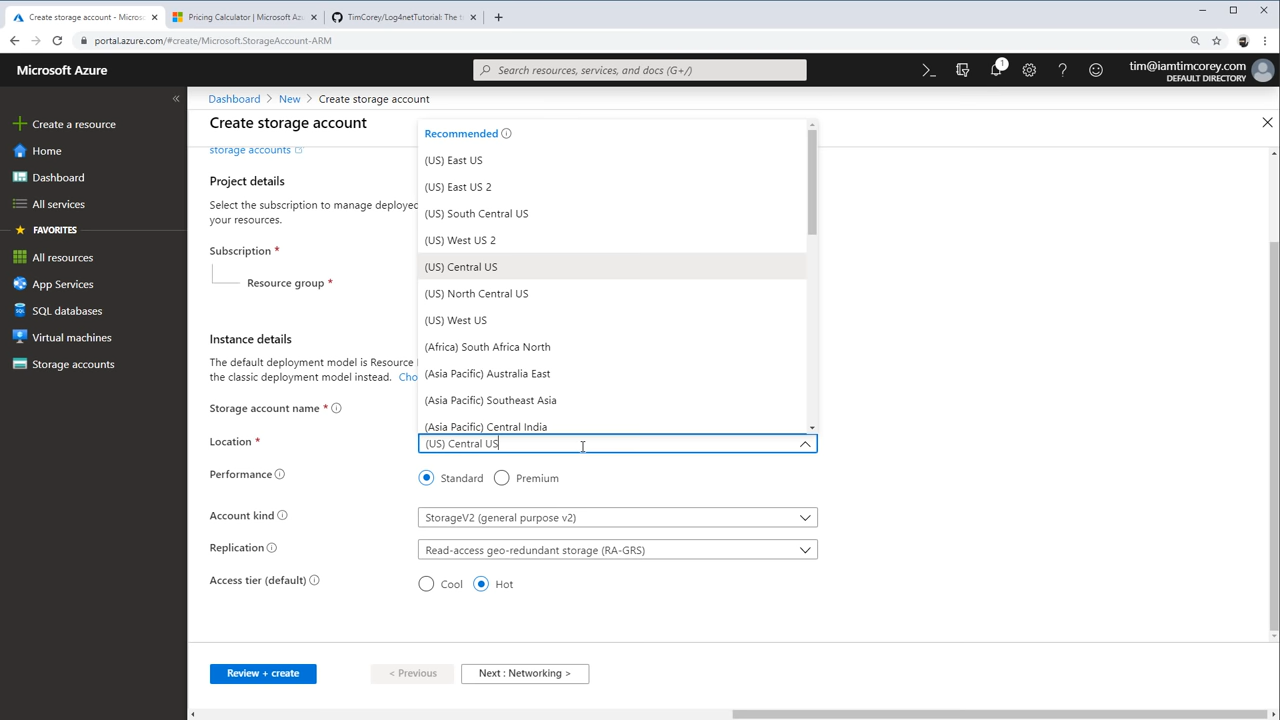 Create storage account - Microso
Pricing Calculator | Microsoft Az
TimCorey/Log4netTutorial: The t
portal.azure.com/#create/Microsoft.StorageAccount-ARM
Microsoft Azure
Search resources, services, and docs (G+/)
1
tim@iamtimcorey.com
DEFAULT DIRECTORY
Create a resource
Home
Dashboard
All services
FAVORITES
All resources
App Services
SQL databases
Virtual machines
Storage accounts
Dashboard > New > Create storage account
Create storage account
storage accounts
Project details
Select the subscription to manage deployed
your resources.
Subscription *
Resource group *
Instance details
The default deployment model is Resource
the classic deployment model instead. Cho
Storage account name *
Recommended
(US) East US
(US) East US 2
(US) South Central US
(US) West US 2
(US) Central US
(US) North Central US
(US) West US
(Africa) South Africa North
(Asia Pacific) Australia East
(Asia Pacific) Southeast Asia
(Asia Pacific) Central India
Location *
(US) Central US
Performance
Standard
Premium
Account kind
StorageV2 (general purpose v2)
Replication
Read-access geo-redundant storage (RA-GRS)
Access tier (default)
Cool
Hot
Review + create
< Previous
Next : Networking >